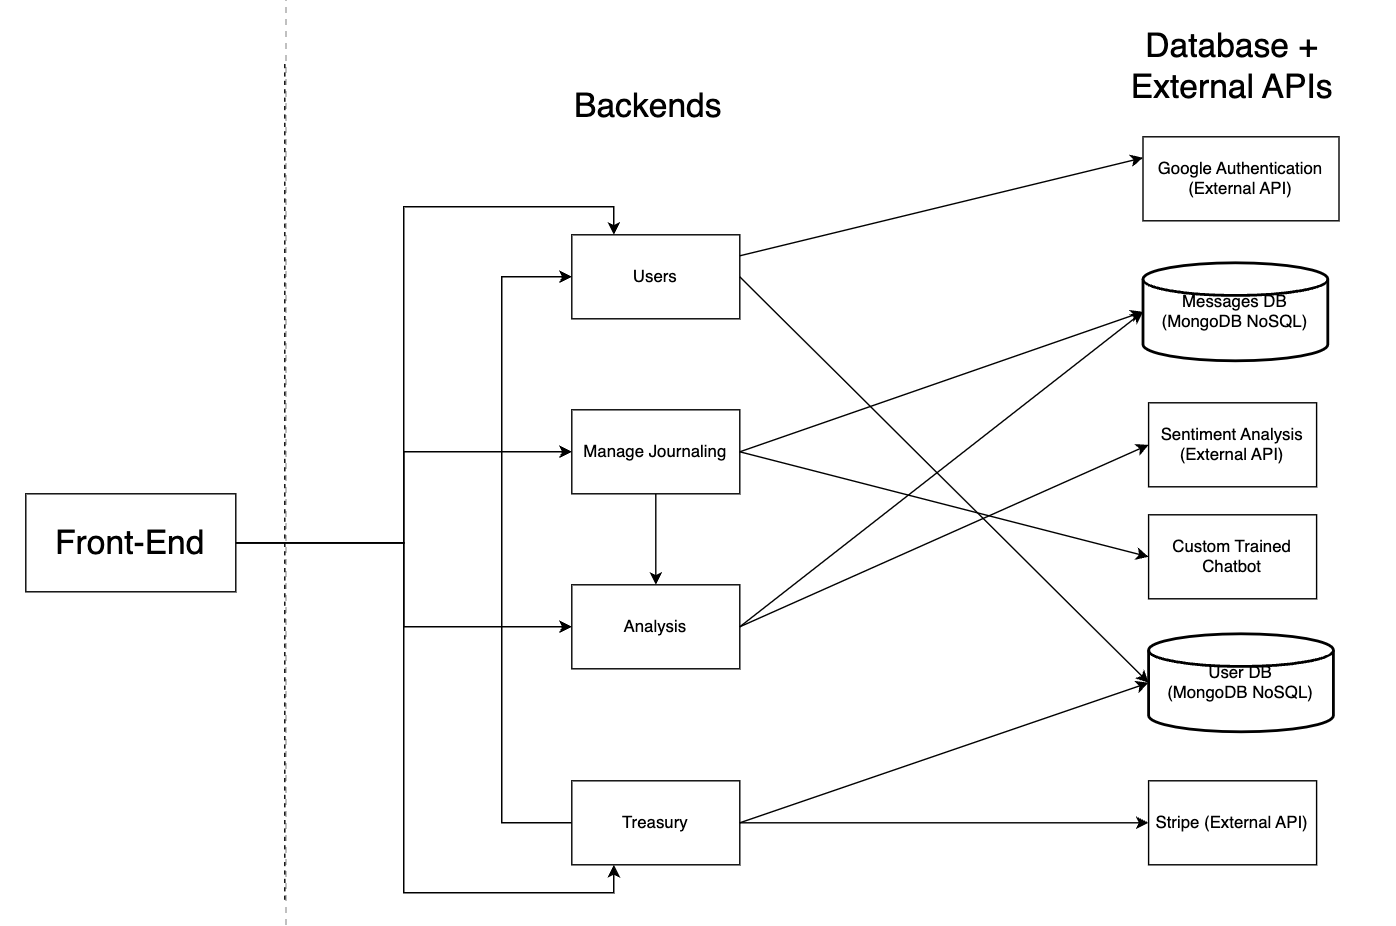 Database +
External APIs
Backends
Google Authentication
(External API)
Users
Messages DB
(MongoDB NoSQL)
Manage Journaling
Sentiment Analysis
(External API)
Front-End
Custom Trained
Chatbot
Analysis
User DB
(MongoDB NoSQL)
Treasury
Stripe (External API)